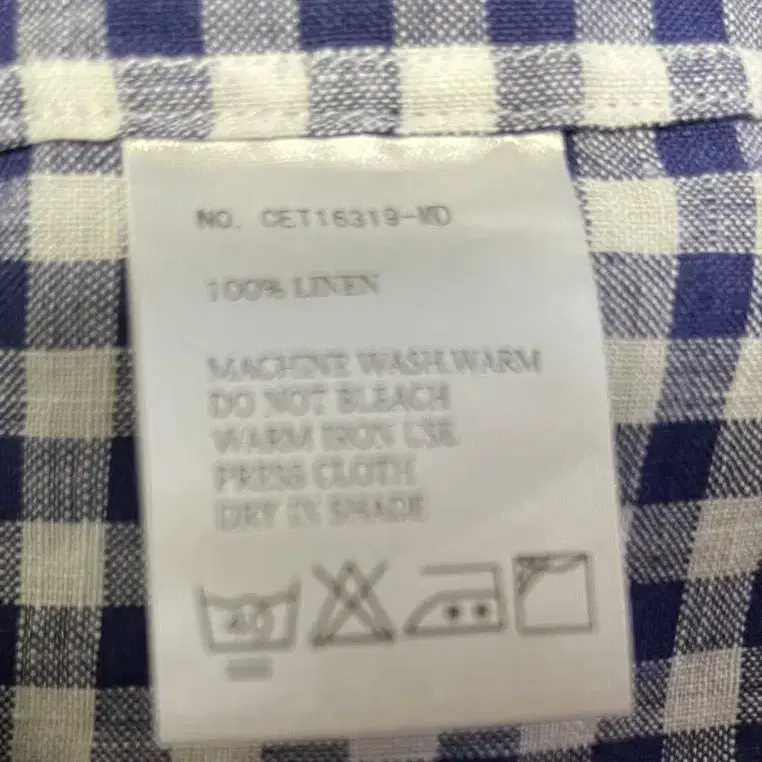 NO. CET16319-MD
100% LINEN
MACHINE WASH.WARM
DO NOT BLEACH
WARM IRON USE
PRESS CLOTH.
DRY IN SHADE
40